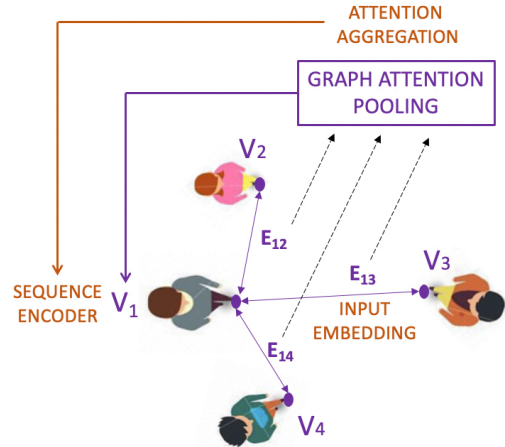 ATTENTION
AGGREGATION
GRAPH ATTENTION
POOLING
V2
E12
E13
V3
SEQUENCE
ENCODER
V1
INPUT
EMBEDDING
E14
V4